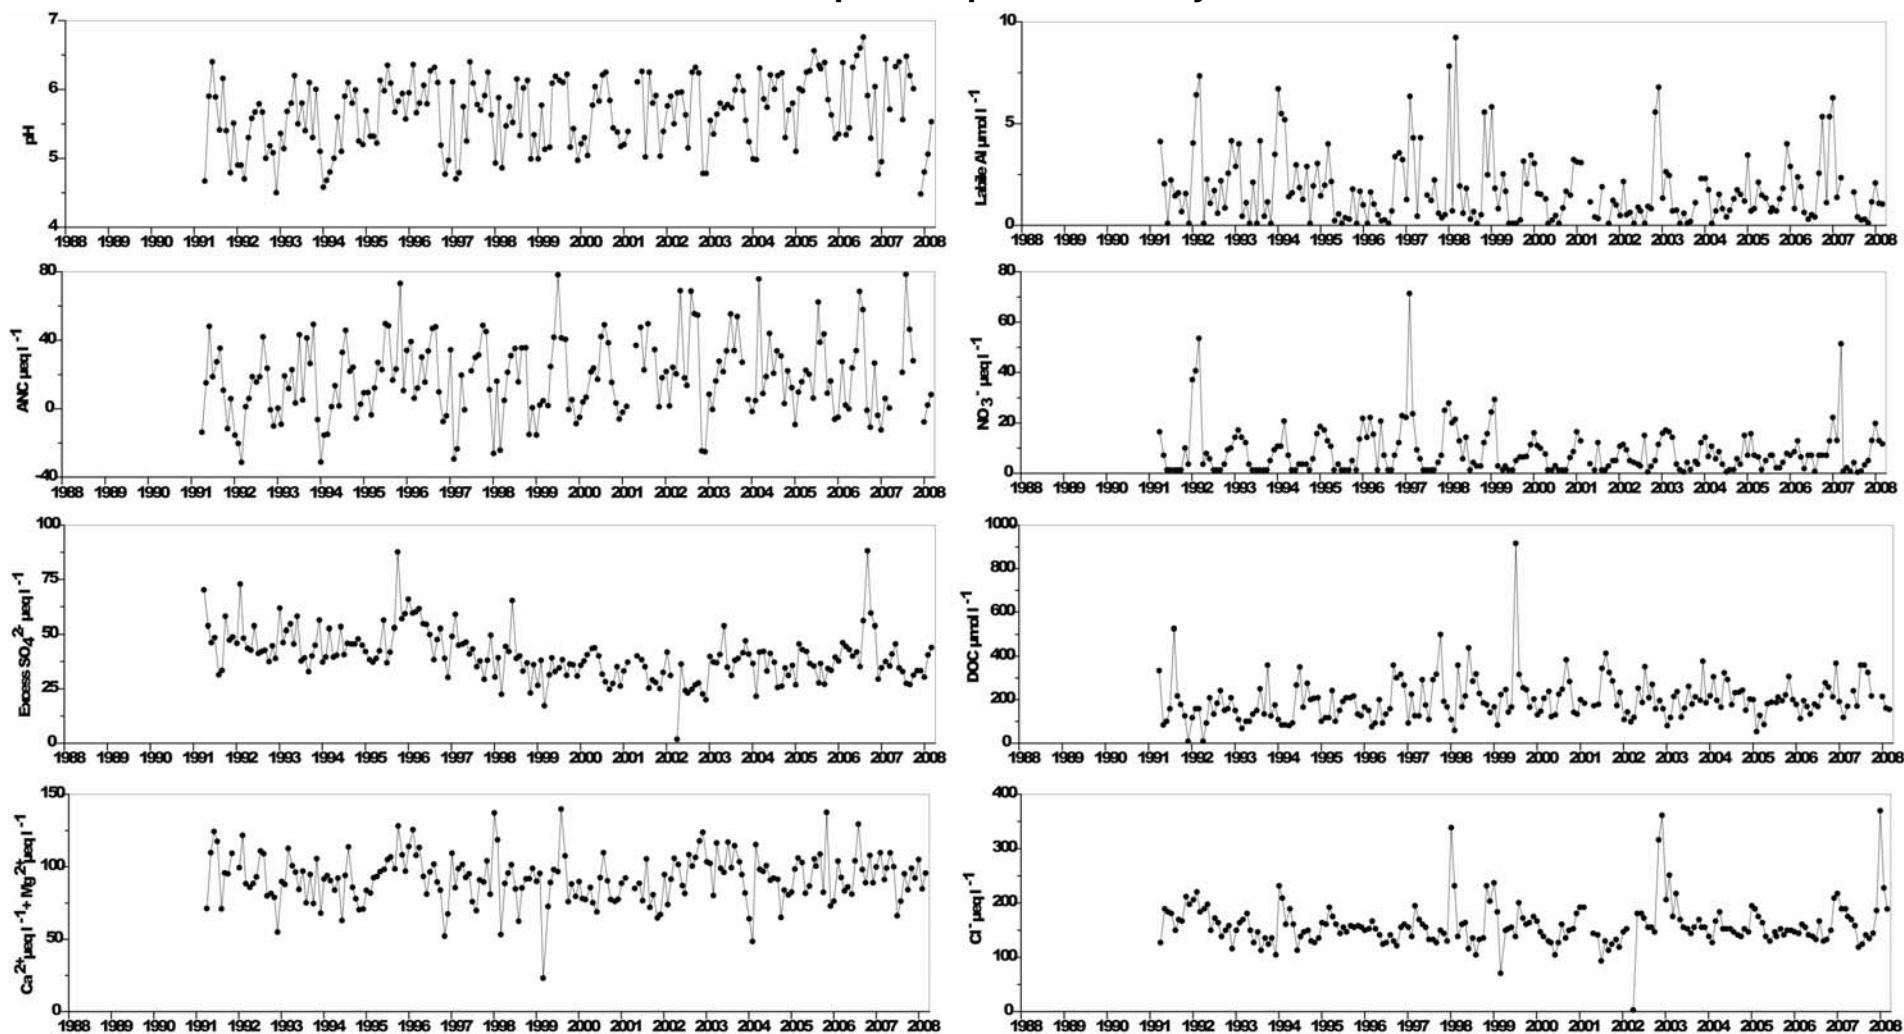 pH
7
6
5
4
1988 1989 1990 1991 1992 1993 1994 1995 1996 1997 1998 1999 2000 2001 2002 2003 2004 2005 2006 2007 2008
Labile Al µmol l⁻¹
10
5
0
1988 1989 1990 1991 1992 1993 1994 1995 1996 1997 1998 1999 2000 2001 2002 2003 2004 2005 2006 2007 2008
ANC µeq l⁻¹
80
40
0
-40
1988 1989 1990 1991 1992 1993 1994 1995 1996 1997 1998 1999 2000 2001 2002 2003 2004 2005 2006 2007 2008
NO₃⁻ µeq l⁻¹
80
60
40
20
0
1988 1989 1990 1991 1992 1993 1994 1995 1996 1997 1998 1999 2000 2001 2002 2003 2004 2005 2006 2007 2008
Excess SO₄²⁻ µeq l⁻¹
100
75
50
25
0
1988 1989 1990 1991 1992 1993 1994 1995 1996 1997 1998 1999 2000 2001 2002 2003 2004 2005 2006 2007 2008
DOC µmol l⁻¹
1000
800
600
400
200
0
1988 1989 1990 1991 1992 1993 1994 1995 1996 1997 1998 1999 2000 2001 2002 2003 2004 2005 2006 2007 2008
Ca²⁺µeq l⁻¹+Mg²⁺µeq l⁻¹
150
100
50
0
1988 1989 1990 1991 1992 1993 1994 1995 1996 1997 1998 1999 2000 2001 2002 2003 2004 2005 2006 2007 2008
Cl⁻ µeq l⁻¹
400
300
200
100
0
1988 1989 1990 1991 1992 1993 1994 1995 1996 1997 1998 1999 2000 2001 2002 2003 2004 2005 2006 2007 2008